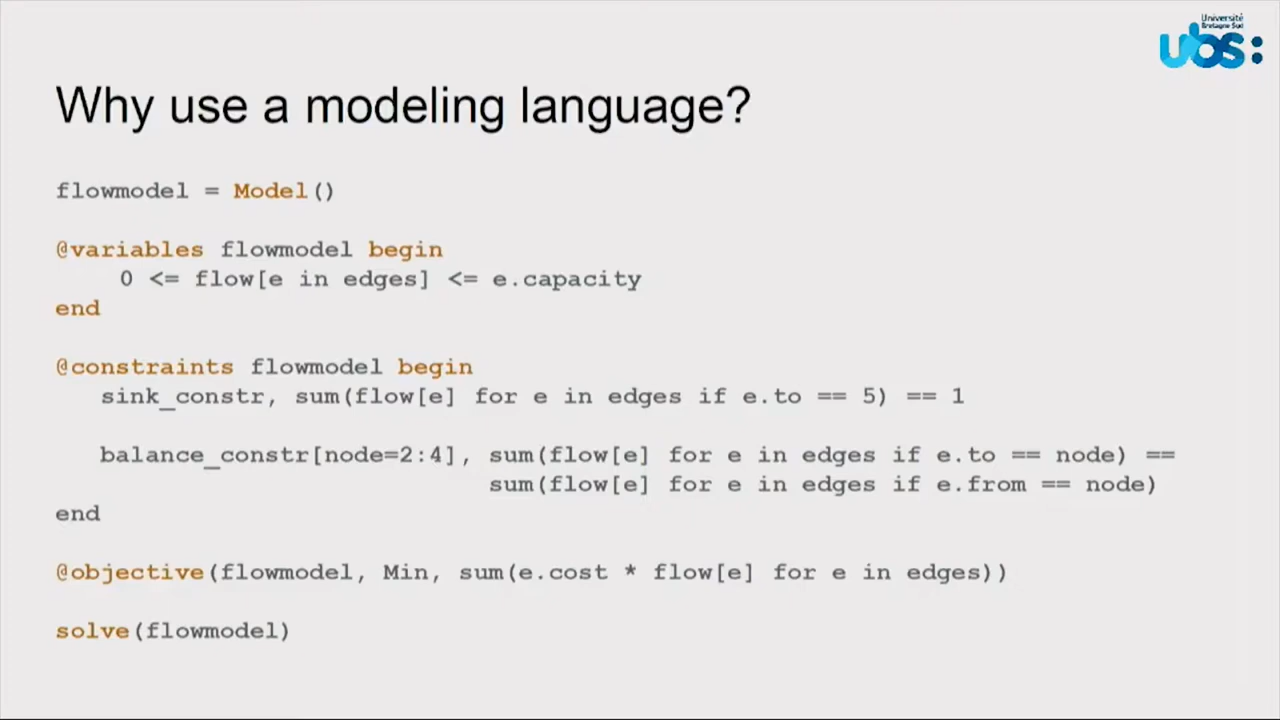 Université
Bretagne Sud
ubs:
Why use a modeling language?
flowmodel = Model()
@variables flowmodel begin
0 <= flow[e in edges] <= e.capacity
end
@constraints flowmodel begin
sink_constr, sum(flow[e] for e in edges if e.to == 5) == 1
balance_constr[node=2:4], sum(flow[e] for e in edges if e.to == node) ==
sum(flow[e] for e in edges if e.from == node)
end
@objective(flowmodel, Min, sum(e.cost * flow[e] for e in edges))
solve(flowmodel)